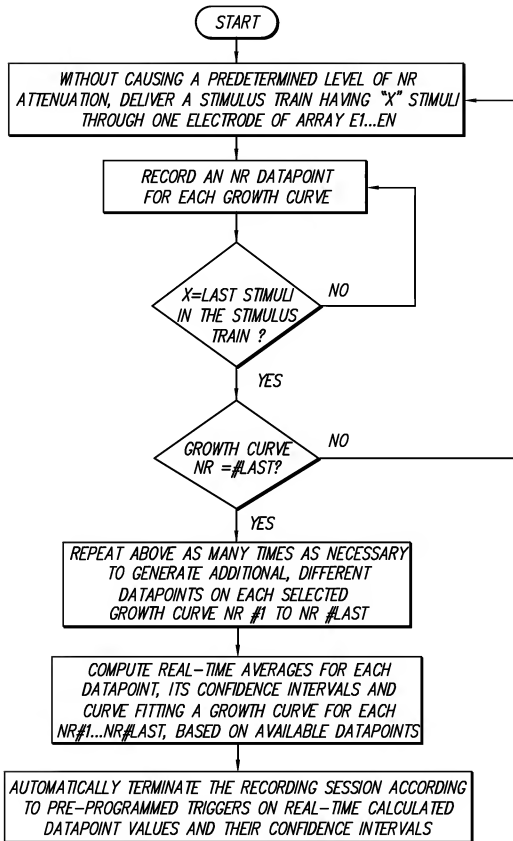 START
WITHOUT CAUSING A PREDETERMINED LEVEL OF NR
ATTENUATION, DELIVER A STIMULUS TRAIN HAVING "X" STIMULI
THROUGH ONE ELECTRODE OF ARRAY E1...EN
RECORD AN NR DATAPOINT
FOR EACH GROWTH CURVE
X=LAST STIMULI
IN THE STIMULUS
TRAIN ?
NO
YES
GROWTH CURVE
NR =#LAST?
NO
YES
REPEAT ABOVE AS MANY TIMES AS NECESSARY
TO GENERATE ADDITIONAL, DIFFERENT
DATAPOINTS ON EACH SELECTED
GROWTH CURVE NR #1 TO NR #LAST
COMPUTE REAL-TIME AVERAGES FOR EACH
DATAPOINT, ITS CONFIDENCE INTERVALS AND
CURVE FITTING A GROWTH CURVE FOR EACH
NR#1...NR#LAST, BASED ON AVAILABLE DATAPOINTS
AUTOMATICALLY TERMINATE THE RECORDING SESSION ACCORDING
TO PRE-PROGRAMMED TRIGGERS ON REAL-TIME CALCULATED
DATAPOINT VALUES AND THEIR CONFIDENCE INTERVALS